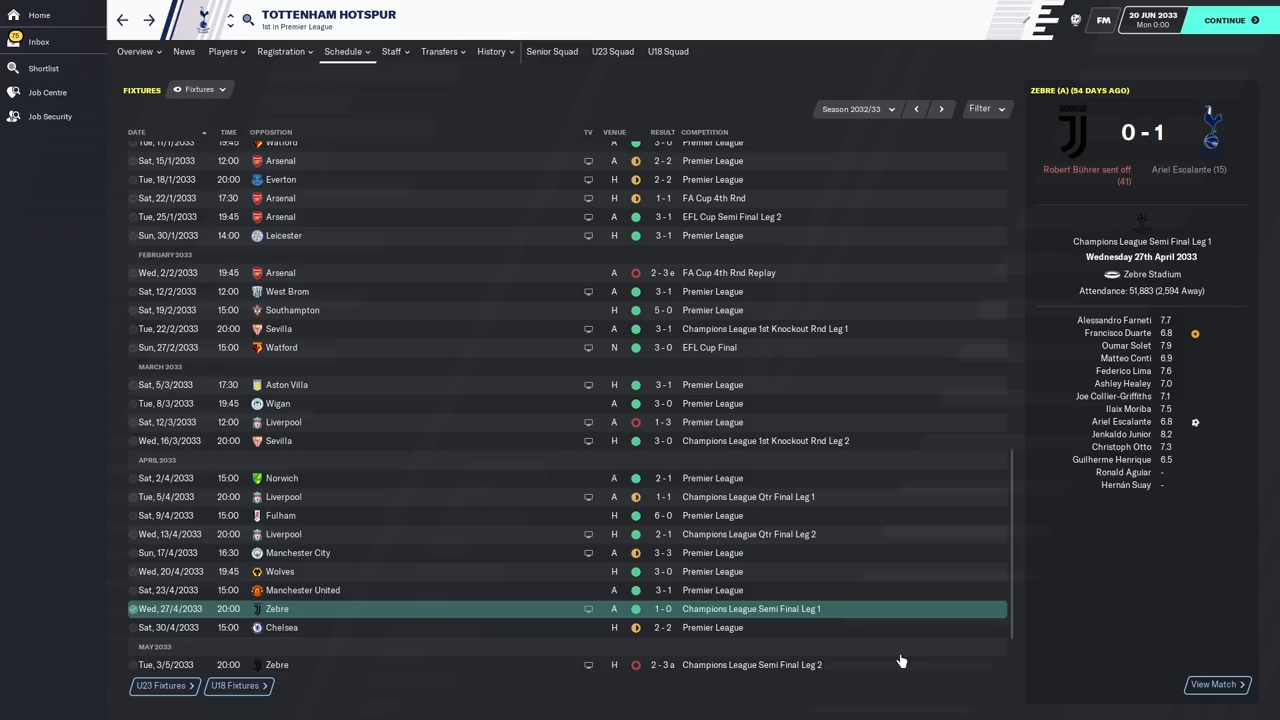 Home
75
Inbox
Shortlist
Job Centre
Job Security
TOTTENHAM HOTSPUR
1st in Premier League
FM
20 JUN 2033
Mon 0:00
CONTINUE
Overview
News
Players
Registration
Schedule
Staff
Transfers
History
Senior Squad
U23 Squad
U18 Squad
FIXTURES
Fixtures
Season 2032/33
Filter
DATE TIME OPPOSITION TV VENUE RESULT COMPETITION
Tue, 11/1/2033 19:45 Watford A 3 - 0 Premier League
Sat, 15/1/2033 12:00 Arsenal A 2 - 2 Premier League
Tue, 18/1/2033 20:00 Everton H 2 - 2 Premier League
Sat, 22/1/2033 17:30 Arsenal H 1 - 1 FA Cup 4th Rnd
Tue, 25/1/2033 19:45 Arsenal A 3 - 1 EFL Cup Semi Final Leg 2
Sun, 30/1/2033 14:00 Leicester H 3 - 1 Premier League
FEBRUARY 2033
Wed, 2/2/2033 19:45 Arsenal A 2 - 3 e FA Cup 4th Rnd Replay
Sat, 12/2/2033 12:00 West Brom A 3 - 1 Premier League
Sat, 19/2/2033 15:00 Southampton H 5 - 0 Premier League
Tue, 22/2/2033 20:00 Sevilla A 3 - 1 Champions League 1st Knockout Rnd Leg 1
Sun, 27/2/2033 15:00 Watford N 3 - 0 EFL Cup Final
MARCH 2033
Sat, 5/3/2033 17:30 Aston Villa H 3 - 1 Premier League
Tue, 8/3/2033 19:45 Wigan A 3 - 0 Premier League
Sat, 12/3/2033 12:00 Liverpool A 1 - 3 Premier League
Wed, 16/3/2033 20:00 Sevilla H 3 - 0 Champions League 1st Knockout Rnd Leg 2
APRIL 2033
Sat, 2/4/2033 15:00 Norwich A 2 - 1 Premier League
Tue, 5/4/2033 20:00 Liverpool A 1 - 1 Champions League Qtr Final Leg 1
Sat, 9/4/2033 15:00 Fulham H 6 - 0 Premier League
Wed, 13/4/2033 20:00 Liverpool H 2 - 1 Champions League Qtr Final Leg 2
Sun, 17/4/2033 16:30 Manchester City A 3 - 3 Premier League
Wed, 20/4/2033 19:45 Wolves H 3 - 0 Premier League
Sat, 23/4/2033 15:00 Manchester United A 3 - 1 Premier League
Wed, 27/4/2033 20:00 Zebre A 1 - 0 Champions League Semi Final Leg 1
Sat, 30/4/2033 15:00 Chelsea H 2 - 2 Premier League
MAY 2033
Tue, 3/5/2033 20:00 Zebre H 2 - 3 a Champions League Semi Final Leg 2
U23 Fixtures
U18 Fixtures
ZEBRE (A) (54 DAYS AGO)
JUVENTUS
0 - 1
Robert Bührer sent off
(41)
Ariel Escalante (15)
Champions League Semi Final Leg 1
Wednesday 27th April 2033
Zebre Stadium
Attendance: 51,883 (2,594 Away)
Alessandro Farneti 7.7
Francisco Duarte 6.8
Oumar Solet 7.9
Matteo Conti 6.9
Federico Lima 7.6
Ashley Healey 7.0
Joe Collier-Griffiths 7.1
Ilaix Moriba 7.5
Ariel Escalante 6.8
Jenkaldo Junior 8.2
Christoph Otto 7.3
Guilherme Henrique 6.5
Ronald Aguiar -
Hernán Suay -
View Match